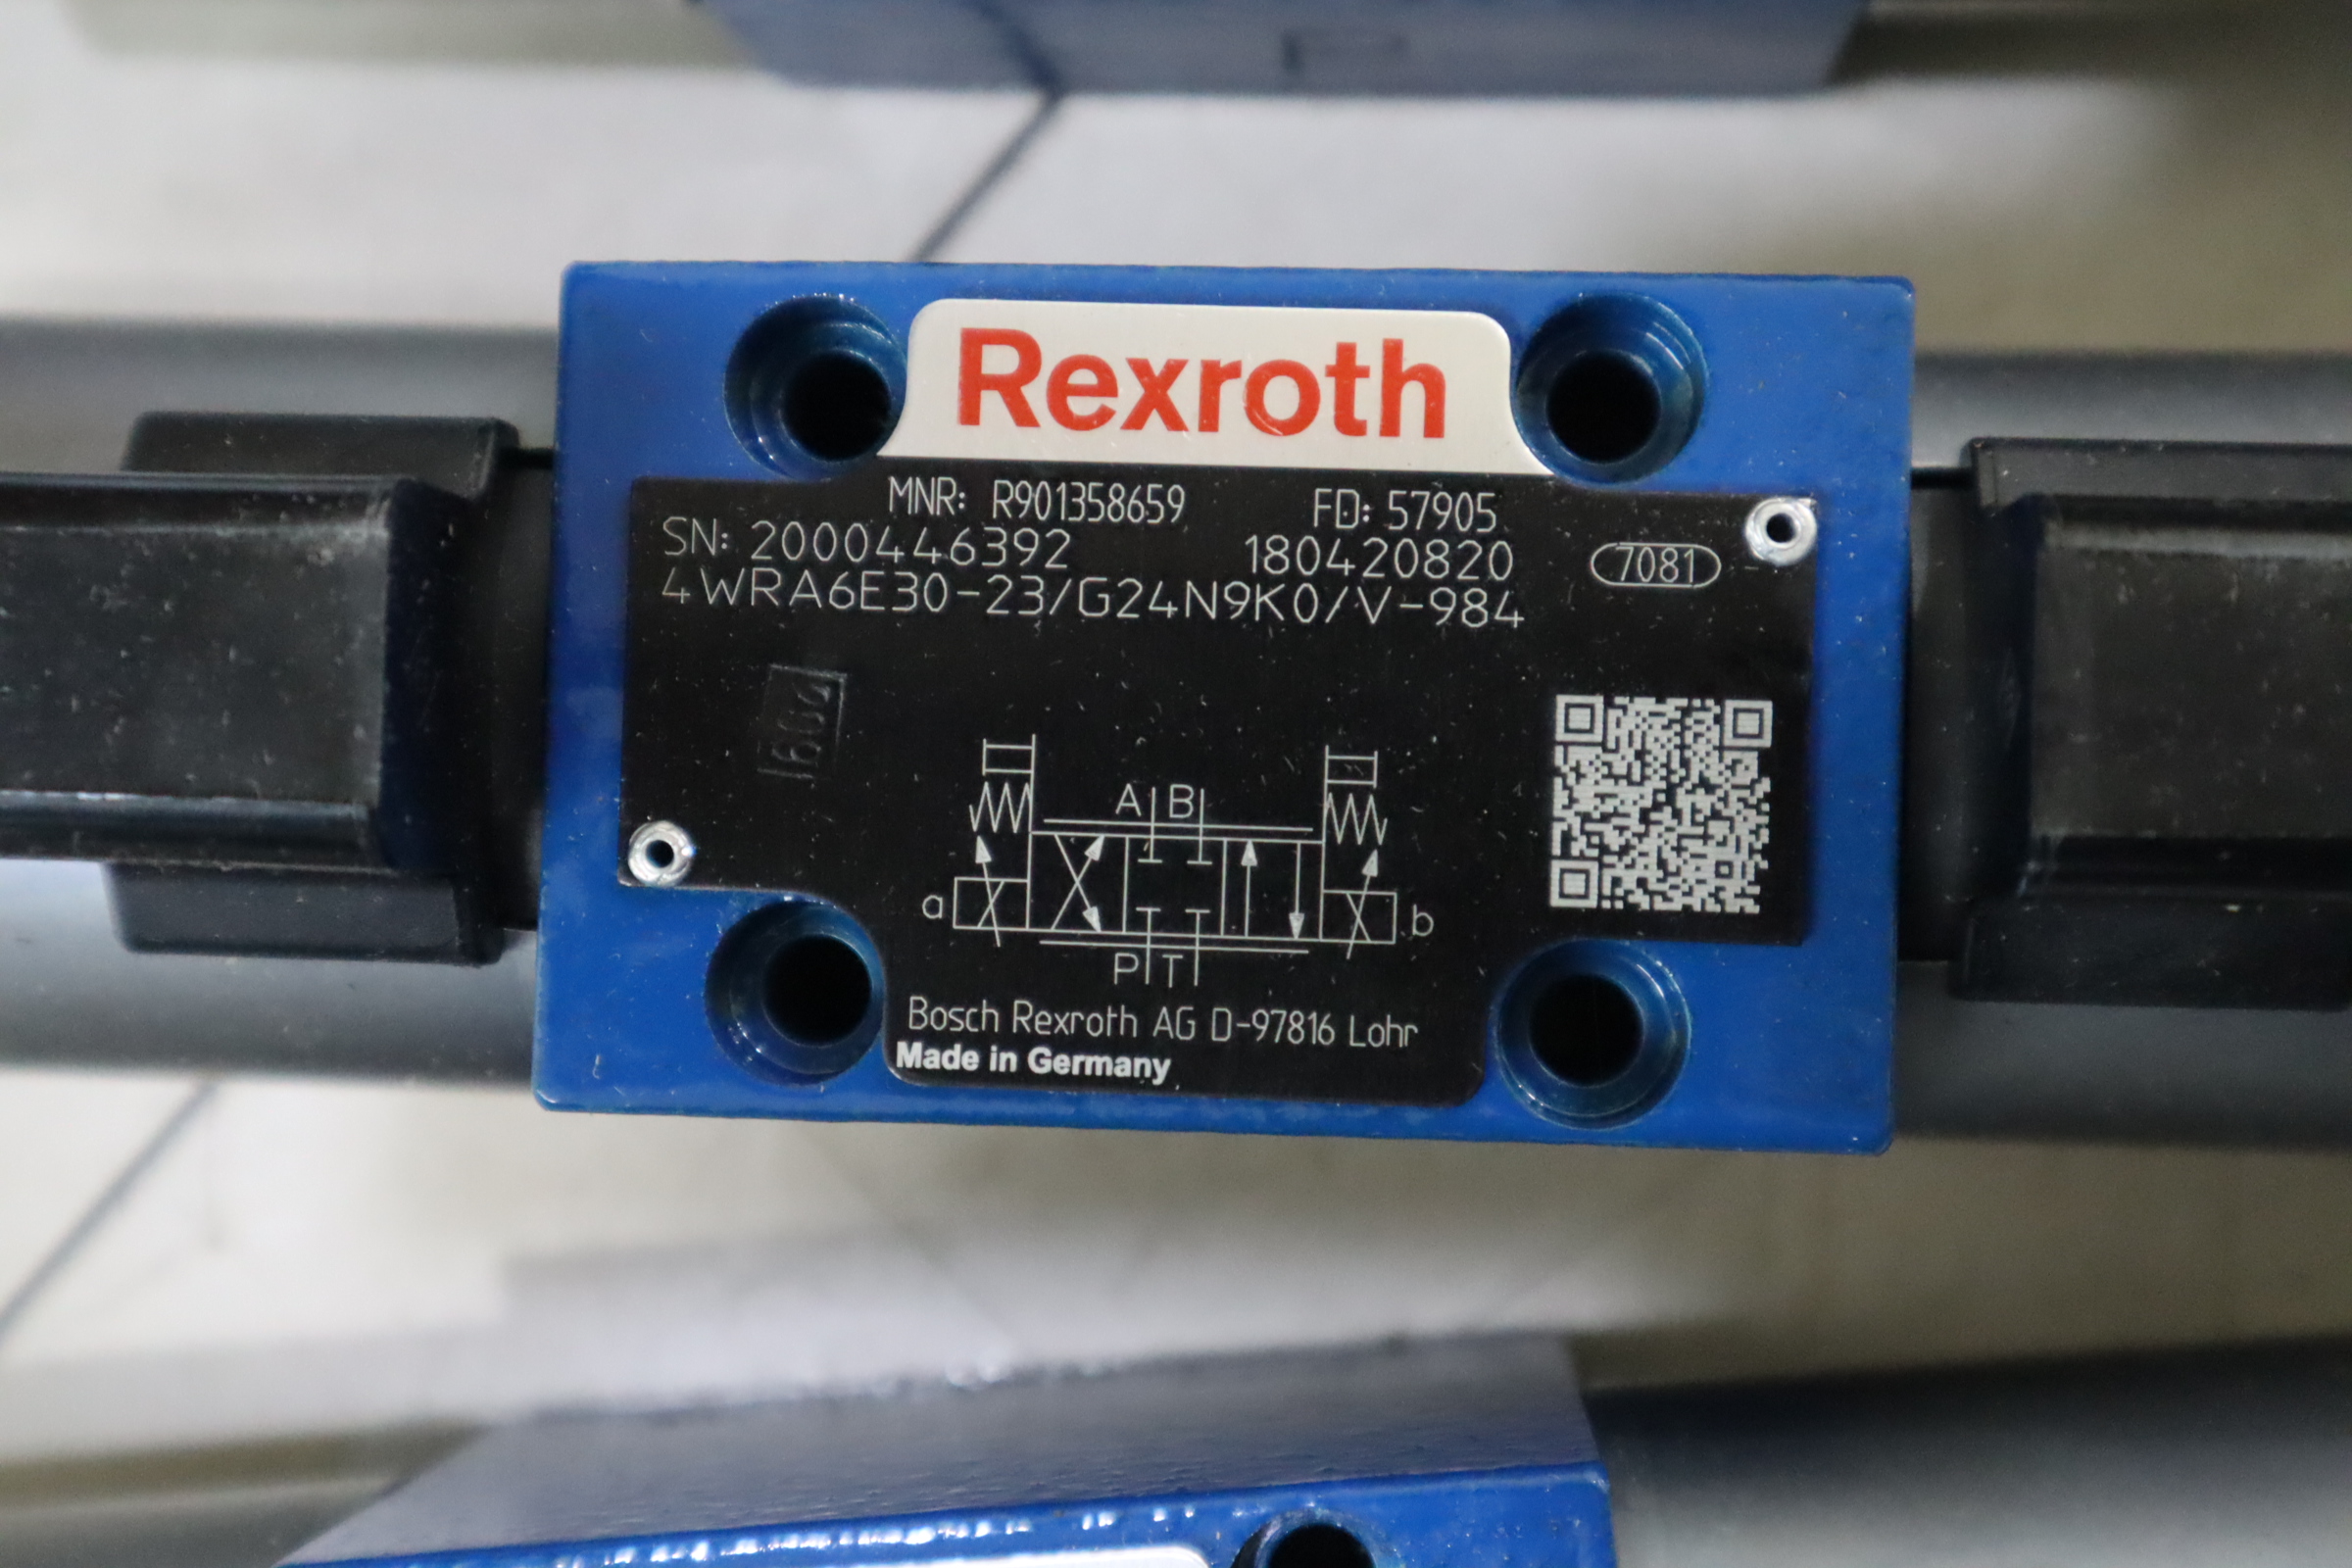 Rexroth
MNR: R901358659 FD: 57905
SN: 2000446392 180420820 7081
4WRA6E30-23/G24N9K0/V-984
1604
A B
a b
P T
Bosch Rexroth AG D-97816 Lohr
Made in Germany